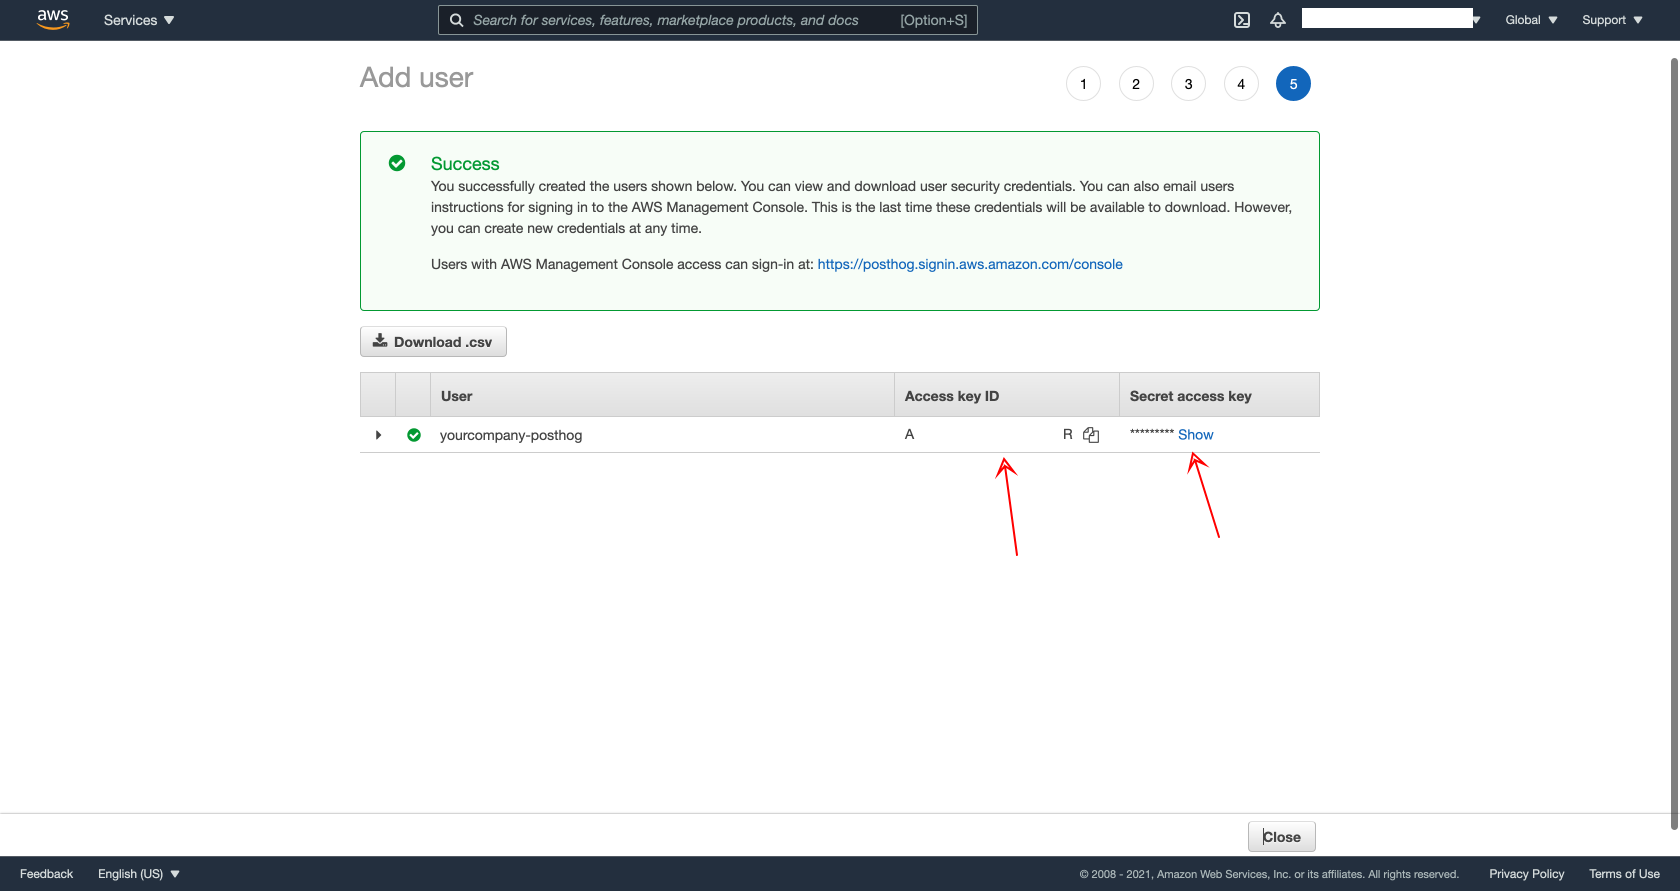 aws
Services
Search for services, features, marketplace products, and docs [Option+S]
Global
Support
Add user
1 2 3 4 5
Success
You successfully created the users shown below. You can view and download user security credentials. You can also email users
instructions for signing in to the AWS Management Console. This is the last time these credentials will be available to download. However,
you can create new credentials at any time.
Users with AWS Management Console access can sign-in at: https://posthog.signin.aws.amazon.com/console
Download .csv
User Access key ID Secret access key
yourcompany-posthog A R ********* Show
Close
Feedback English (US) © 2008 - 2021, Amazon Web Services, Inc. or its affiliates. All rights reserved. Privacy Policy Terms of Use